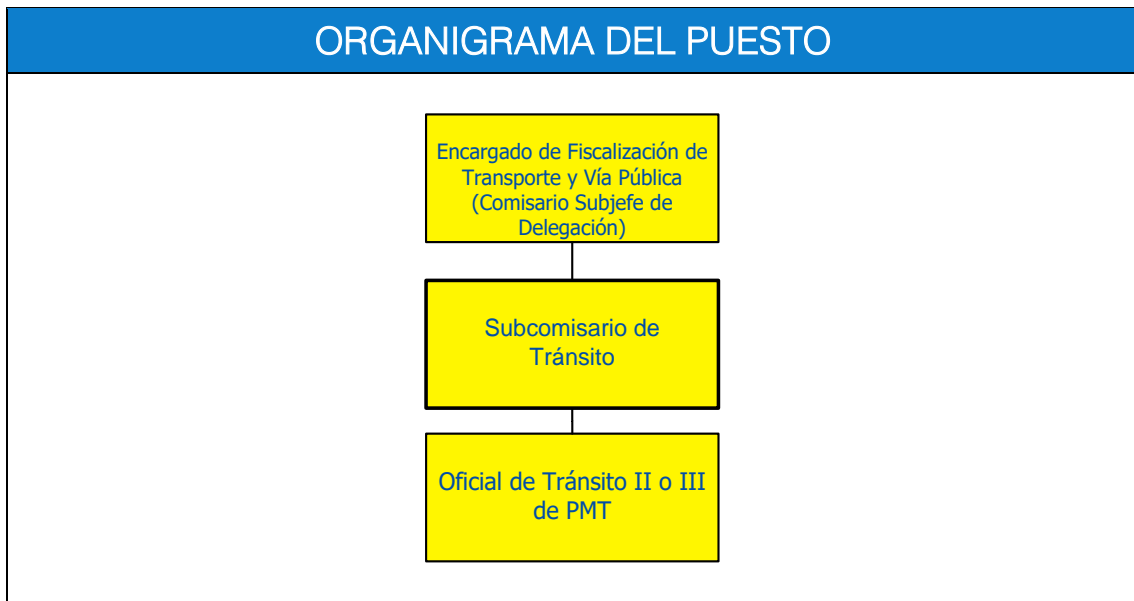 ORGANIGRAMA DEL PUESTO
Encargado de Fiscalización de
Transporte y Vía Pública
(Comisario Subjefe de
Delegación)
Subcomisario de
Tránsito
Oficial de Tránsito II o III
de PMT